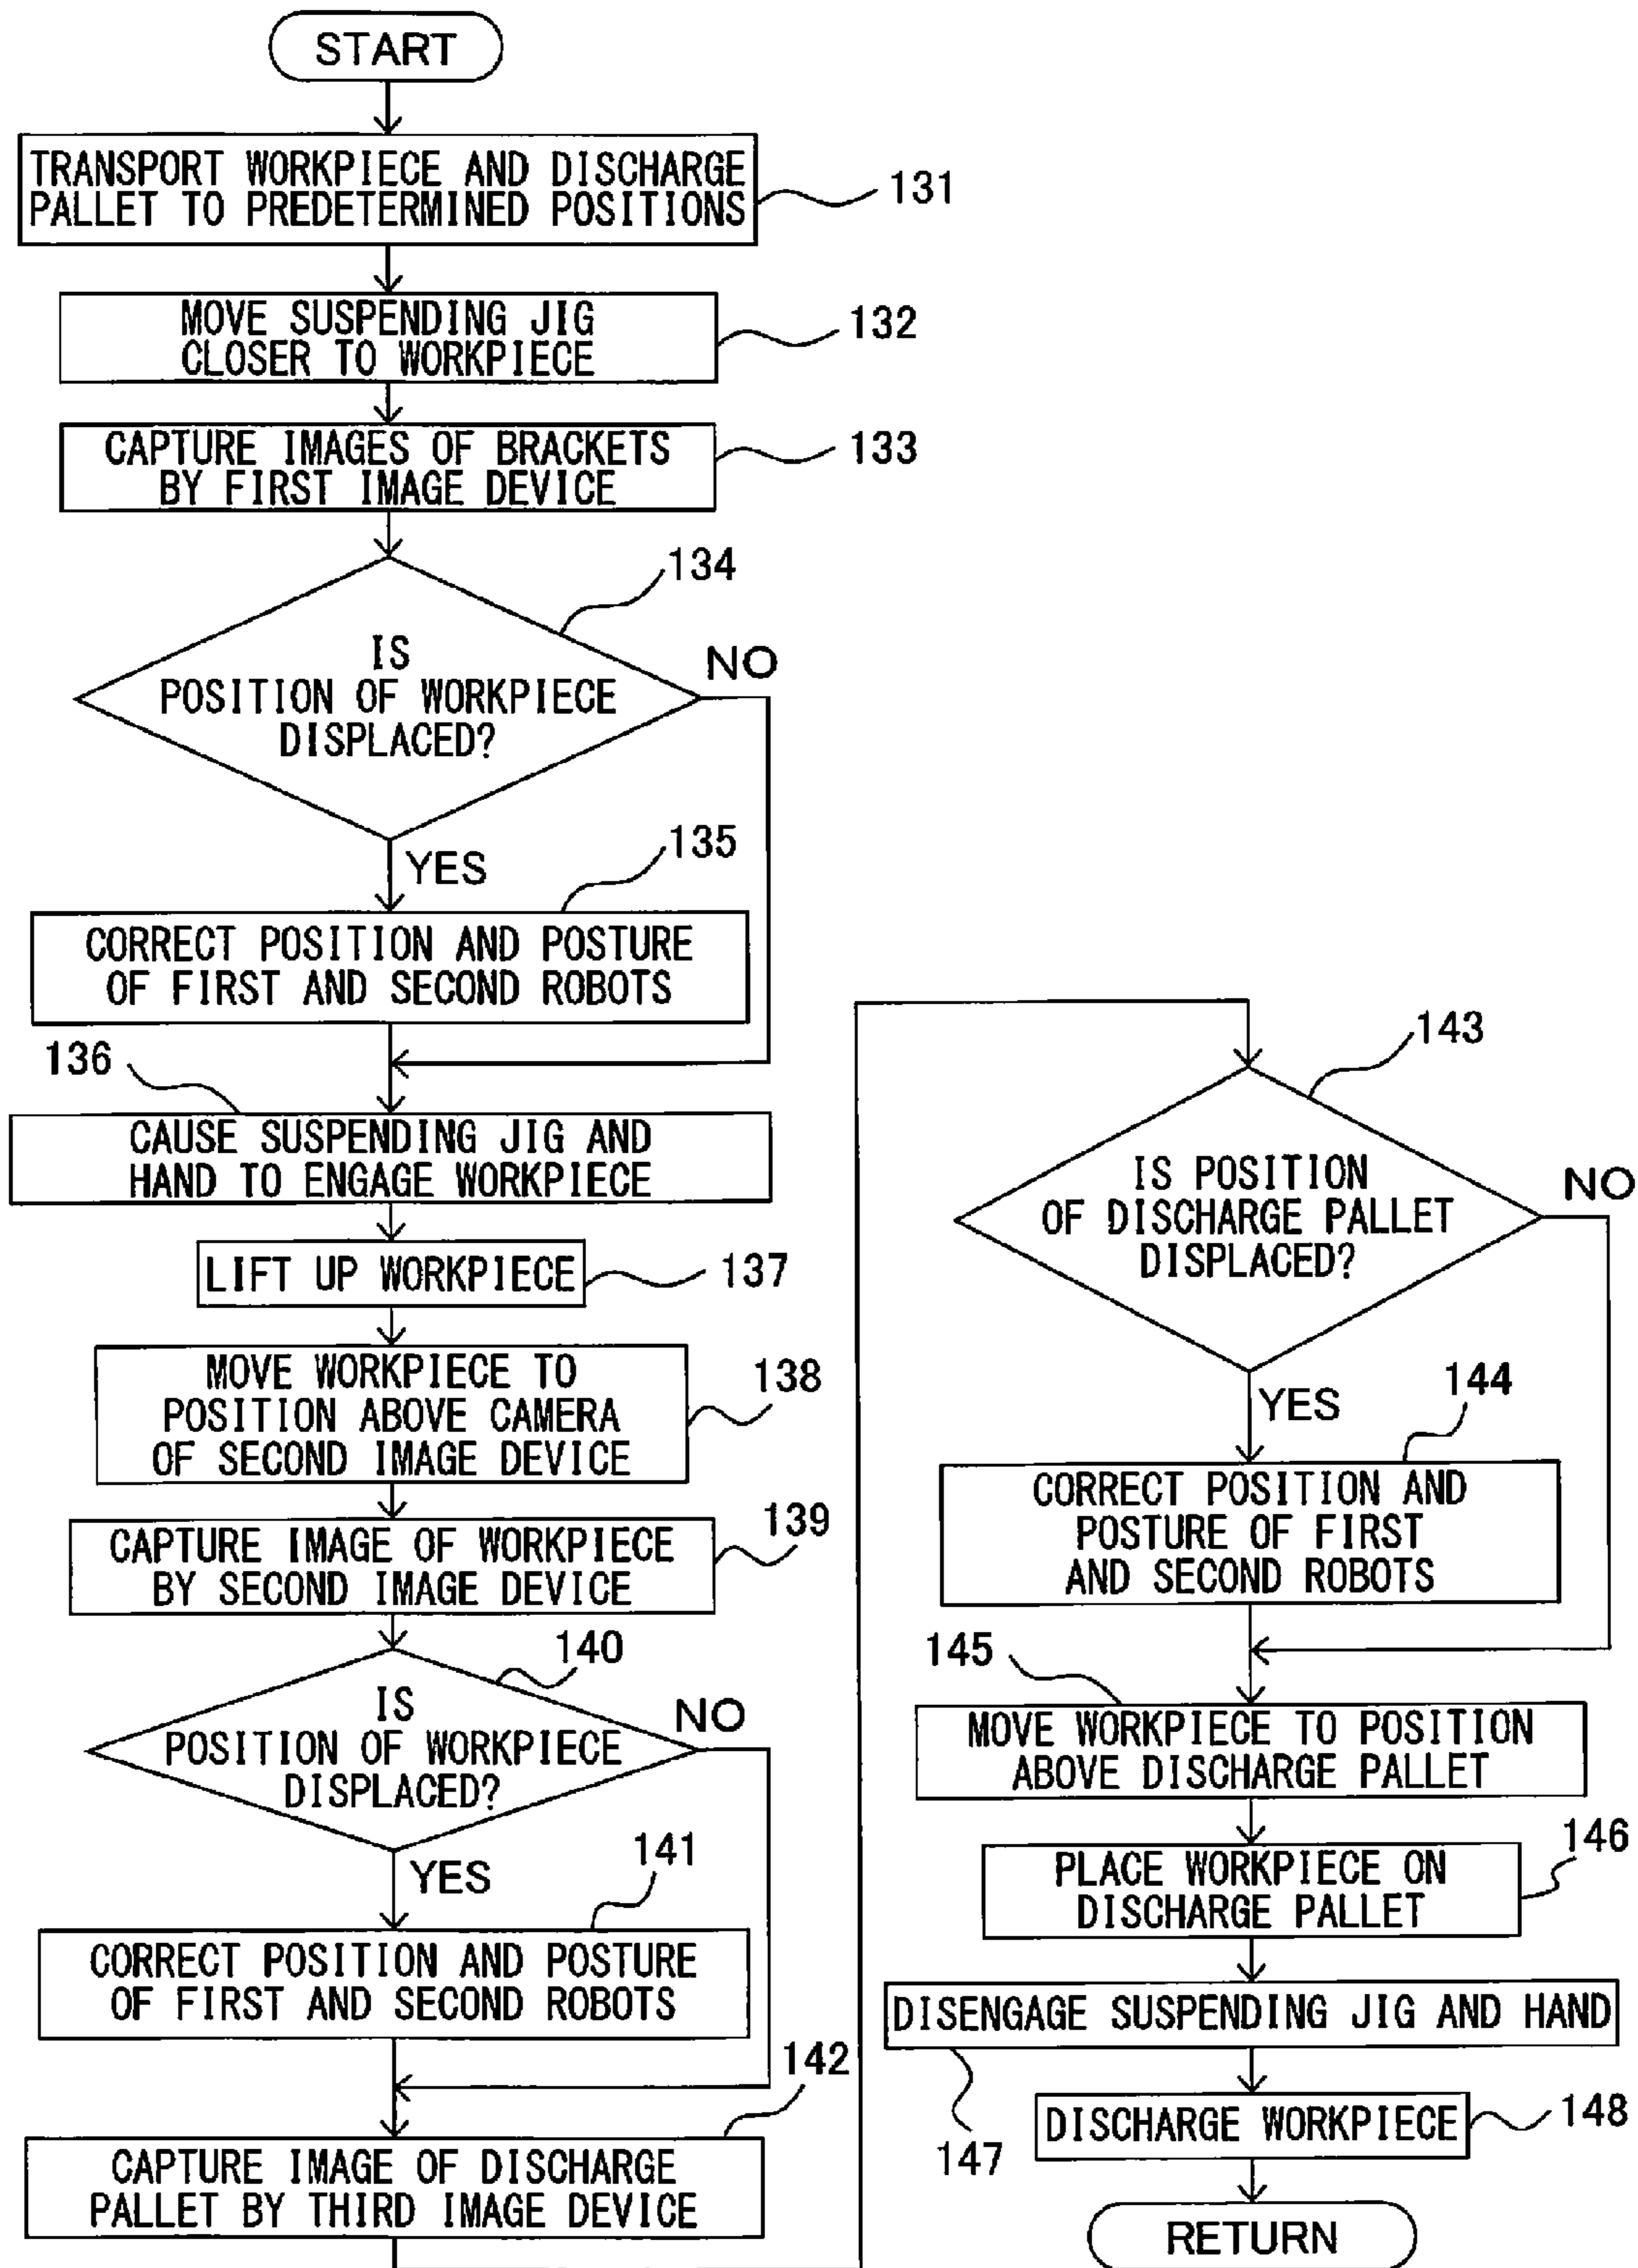 START
TRANSPORT WORKPIECE AND DISCHARGE
PALLET TO PREDETERMINED POSITIONS
131
MOVE SUSPENDING JIG
CLOSER TO WORKPIECE
132
CAPTURE IMAGES OF BRACKETS
BY FIRST IMAGE DEVICE
133
134
IS
POSITION OF WORKPIECE
DISPLACED?
NO
YES
135
CORRECT POSITION AND POSTURE
OF FIRST AND SECOND ROBOTS
136
CAUSE SUSPENDING JIG AND
HAND TO ENGAGE WORKPIECE
LIFT UP WORKPIECE
137
MOVE WORKPIECE TO
POSITION ABOVE CAMERA
OF SECOND IMAGE DEVICE
138
CAPTURE IMAGE OF WORKPIECE
BY SECOND IMAGE DEVICE
139
140
IS
POSITION OF WORKPIECE
DISPLACED?
NO
YES
141
CORRECT POSITION AND POSTURE
OF FIRST AND SECOND ROBOTS
142
CAPTURE IMAGE OF DISCHARGE
PALLET BY THIRD IMAGE DEVICE
143
IS POSITION
OF DISCHARGE PALLET
DISPLACED?
NO
YES
144
CORRECT POSITION AND
POSTURE OF FIRST
AND SECOND ROBOTS
145
MOVE WORKPIECE TO POSITION
ABOVE DISCHARGE PALLET
146
PLACE WORKPIECE ON
DISCHARGE PALLET
DISENGAGE SUSPENDING JIG AND HAND
147
DISCHARGE WORKPIECE
148
RETURN